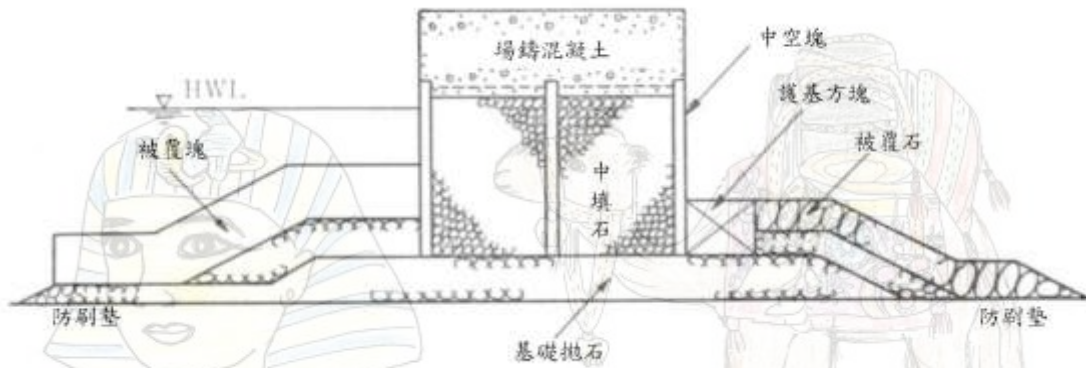 場鑄混凝土
中空塊
HWL
護基方塊
被覆塊
被覆石
中填石
防刷墊
防刷墊
基礎拋石